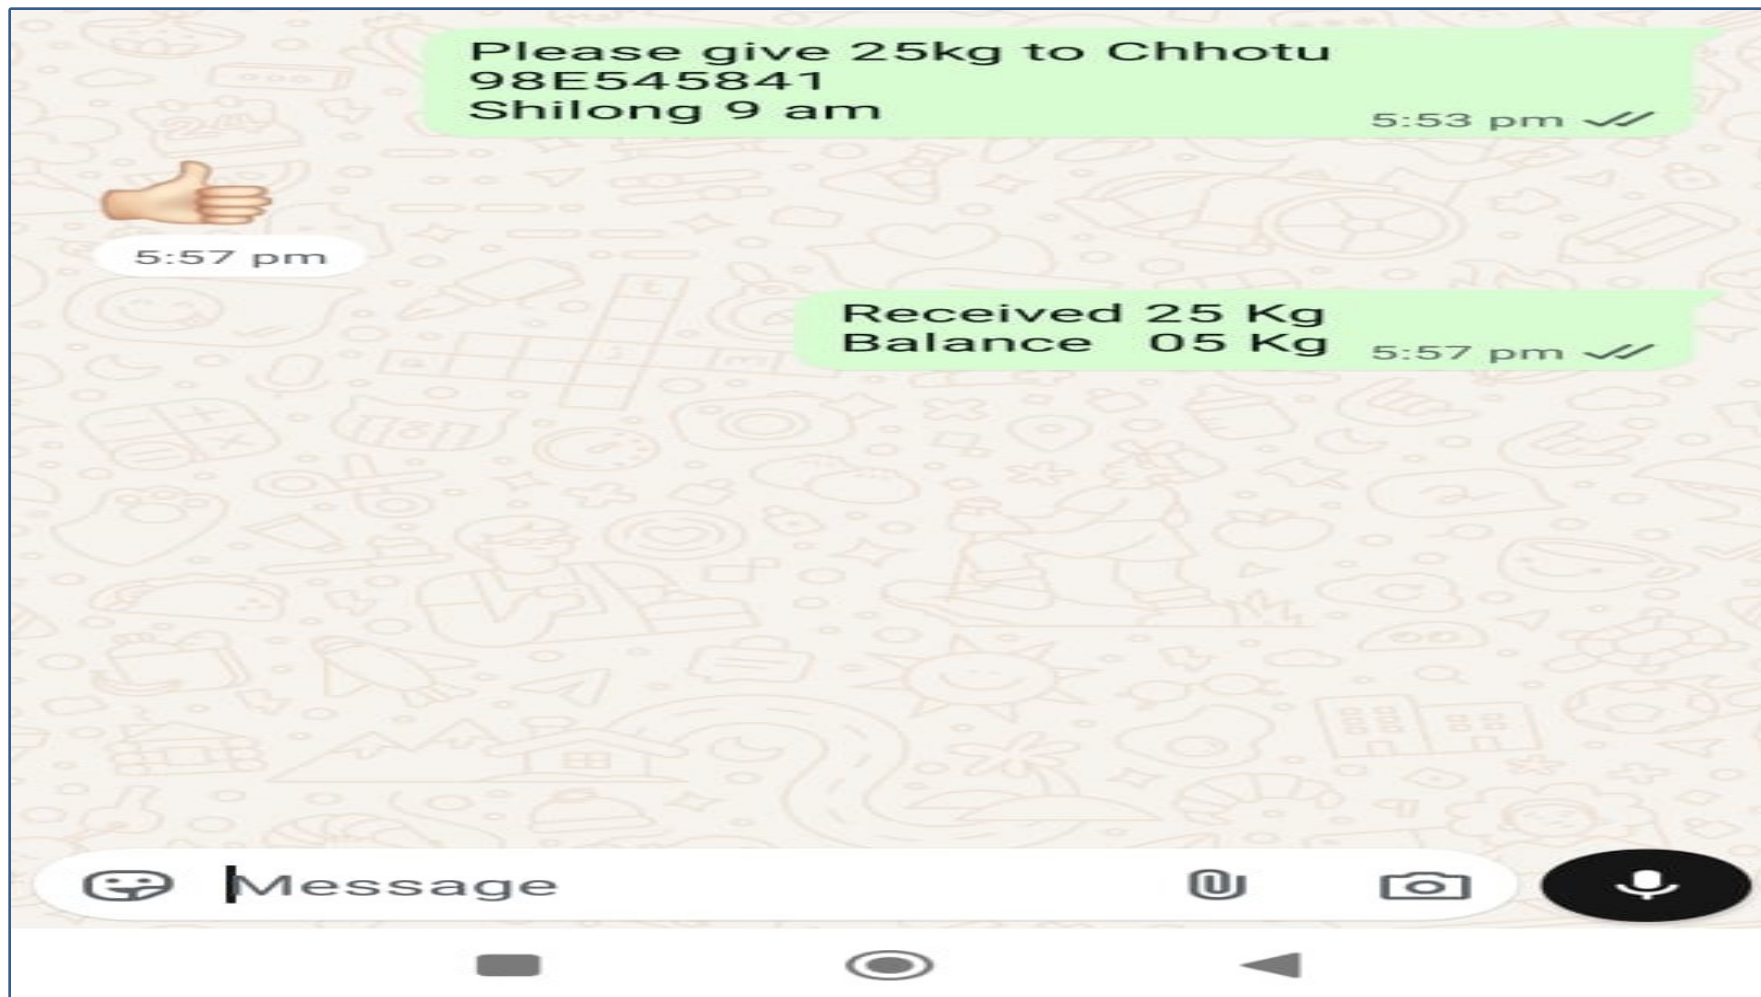 Please give 25kg to Chhotu
98E545841
Shilong 9 am
5:53 pm
5:57 pm
Received 25 Kg
Balance 05 Kg
5:57 pm
Message